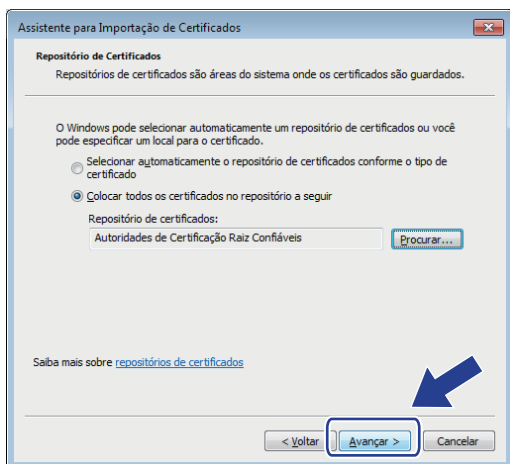 Assistente para Importação de Certificados
Repositório de Certificados
Repositórios de certificados são áreas do sistema onde os certificados são guardados.
O Windows pode selecionar automaticamente um repositório de certificados ou você
pode especificar um local para o certificado.
Selecionar automaticamente o repositório de certificados conforme o tipo de
certificado
Colocar todos os certificados no repositório a seguir
Repositório de certificados:
Autoridades de Certificação Raiz Confiáveis
Procurar...
Saiba mais sobre repositórios de certificados
< Voltar
Avançar >
Cancelar